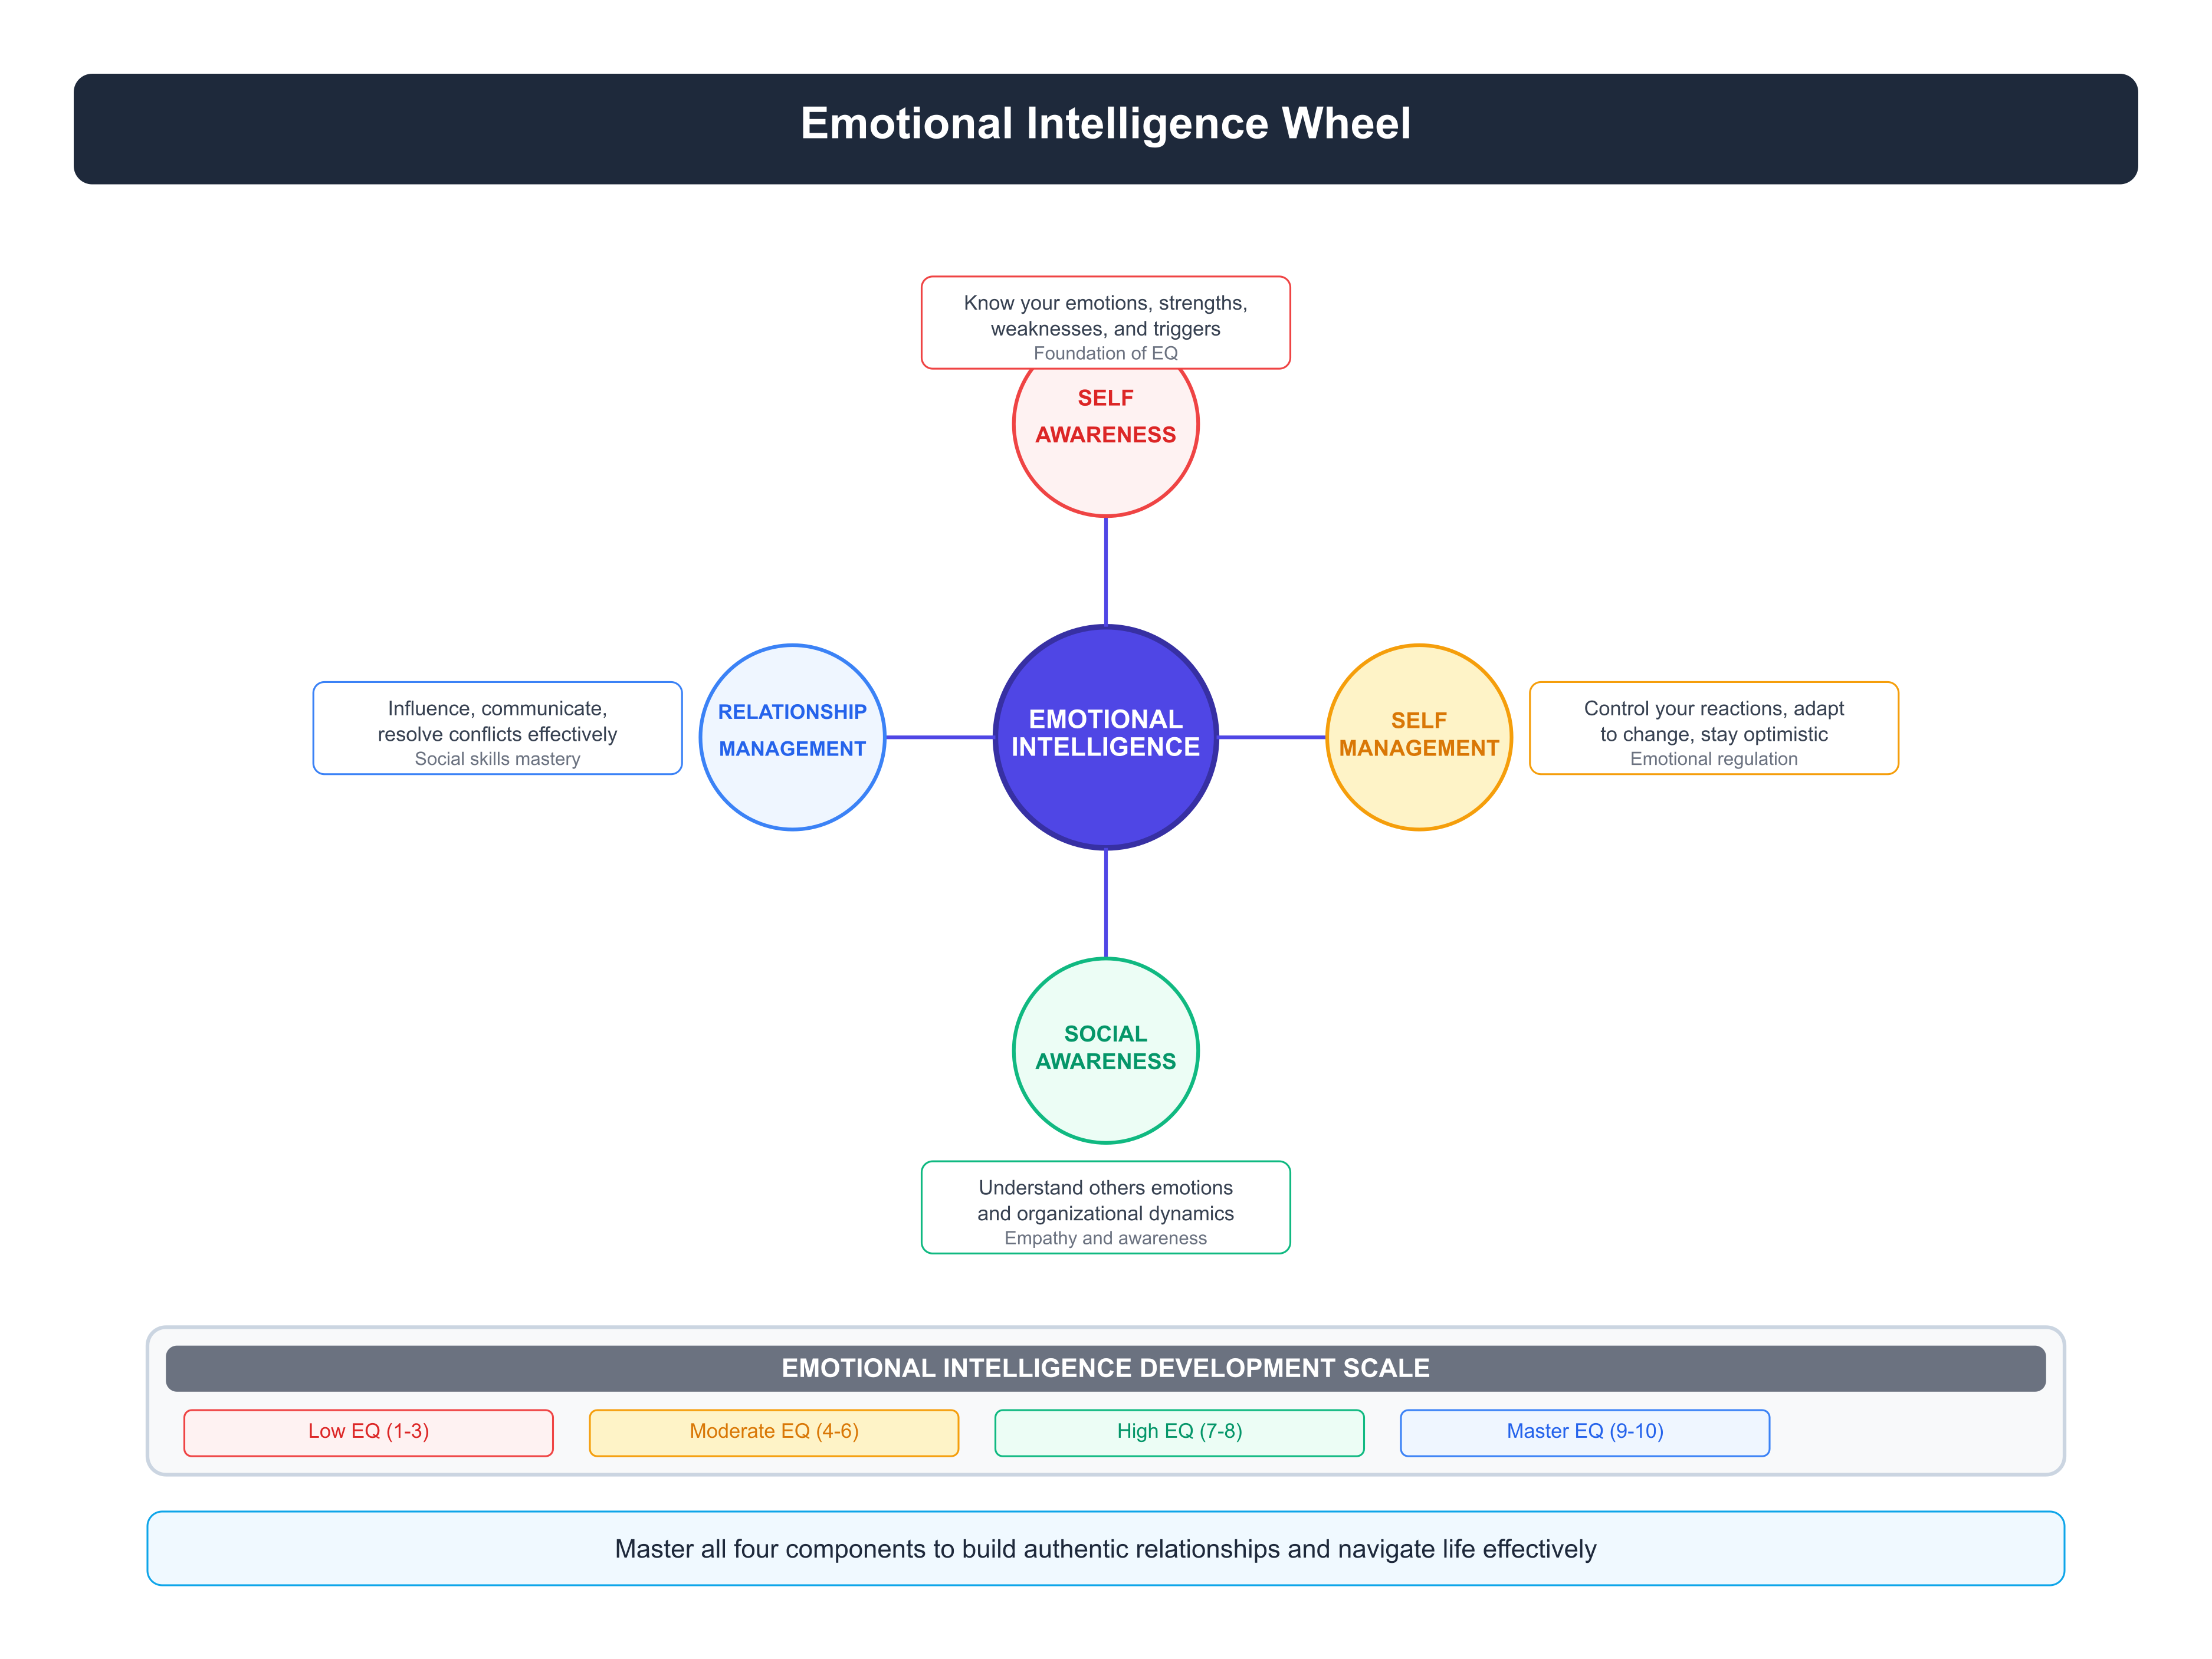 Emotional Intelligence Wheel
Know your emotions, strengths,
weaknesses, and triggers
Foundation of EQ
SELF
AWARENESS
Influence, communicate,
resolve conflicts effectively
Social skills mastery
RELATIONSHIP
MANAGEMENT
EMOTIONAL
INTELLIGENCE
SELF
MANAGEMENT
Control your reactions, adapt
to change, stay optimistic
Emotional regulation
SOCIAL
AWARENESS
Understand others emotions
and organizational dynamics
Empathy and awareness
EMOTIONAL INTELLIGENCE DEVELOPMENT SCALE
Low EQ (1-3)
Moderate EQ (4-6)
High EQ (7-8)
Master EQ (9-10)
Master all four components to build authentic relationships and navigate life effectively